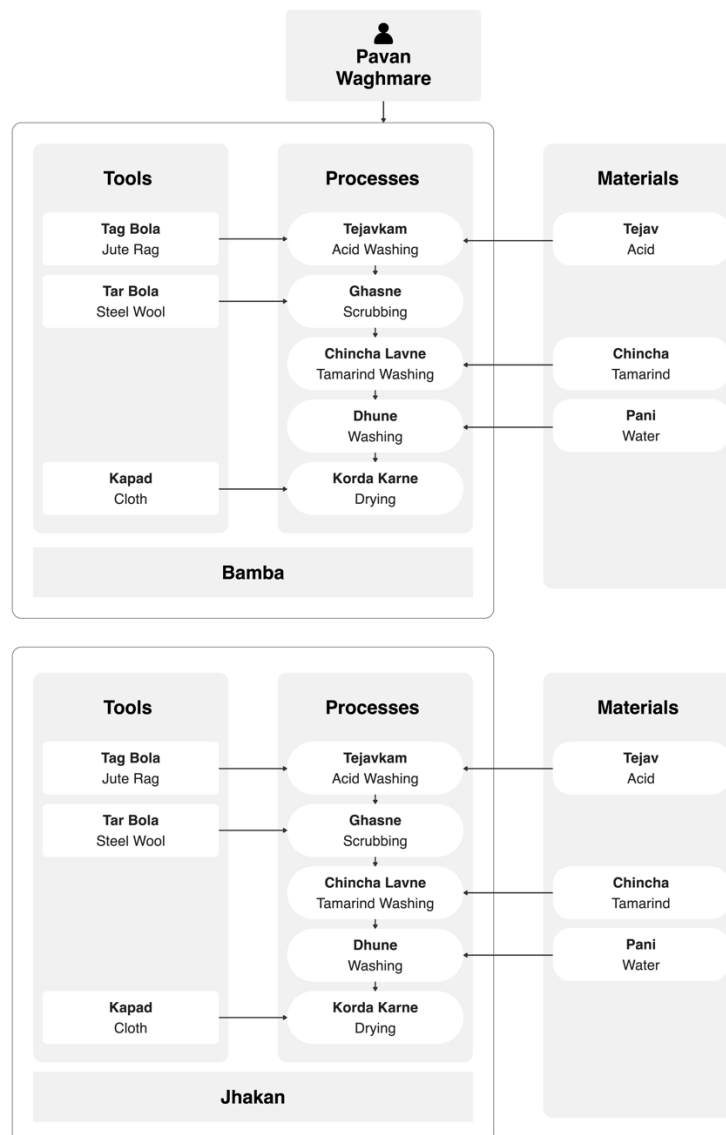 Pavan
Waghmare
Tools
Processes
Materials
Tag Bola
Jute Rag
Tejavkam
Acid Washing
Tejav
Acid
Tar Bola
Steel Wool
Ghasne
Scrubbing
Chincha Lavne
Tamarind Washing
Chincha
Tamarind
Dhune
Washing
Pani
Water
Kapad
Cloth
Korda Karne
Drying
Bamba
Tools
Processes
Materials
Tag Bola
Jute Rag
Tejavkam
Acid Washing
Tejav
Acid
Tar Bola
Steel Wool
Ghasne
Scrubbing
Chincha Lavne
Tamarind Washing
Chincha
Tamarind
Dhune
Washing
Pani
Water
Kapad
Cloth
Korda Karne
Drying
Jhakan